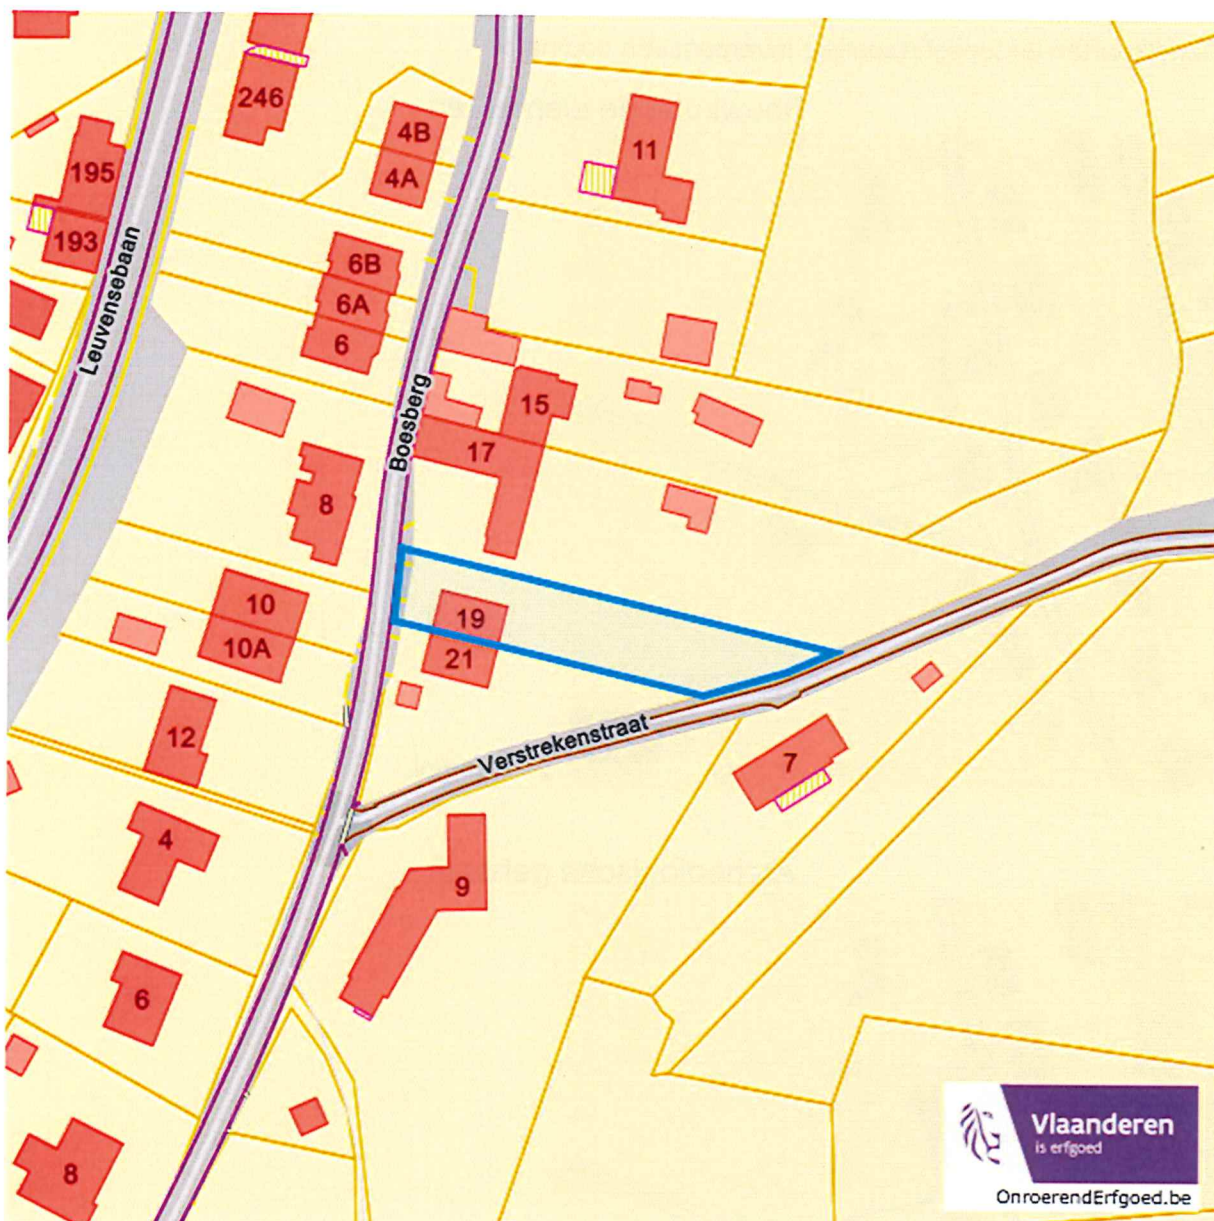 246
4B
4A
11
195
193
Leuvensebaan
6B
6A
6
Boesberg
15
17
8
10
10A
19
21
12
Verstrekenstraat
7
4
9
6
8
Vlaanderen
is erfgoed
OnroerendErfgoed.be